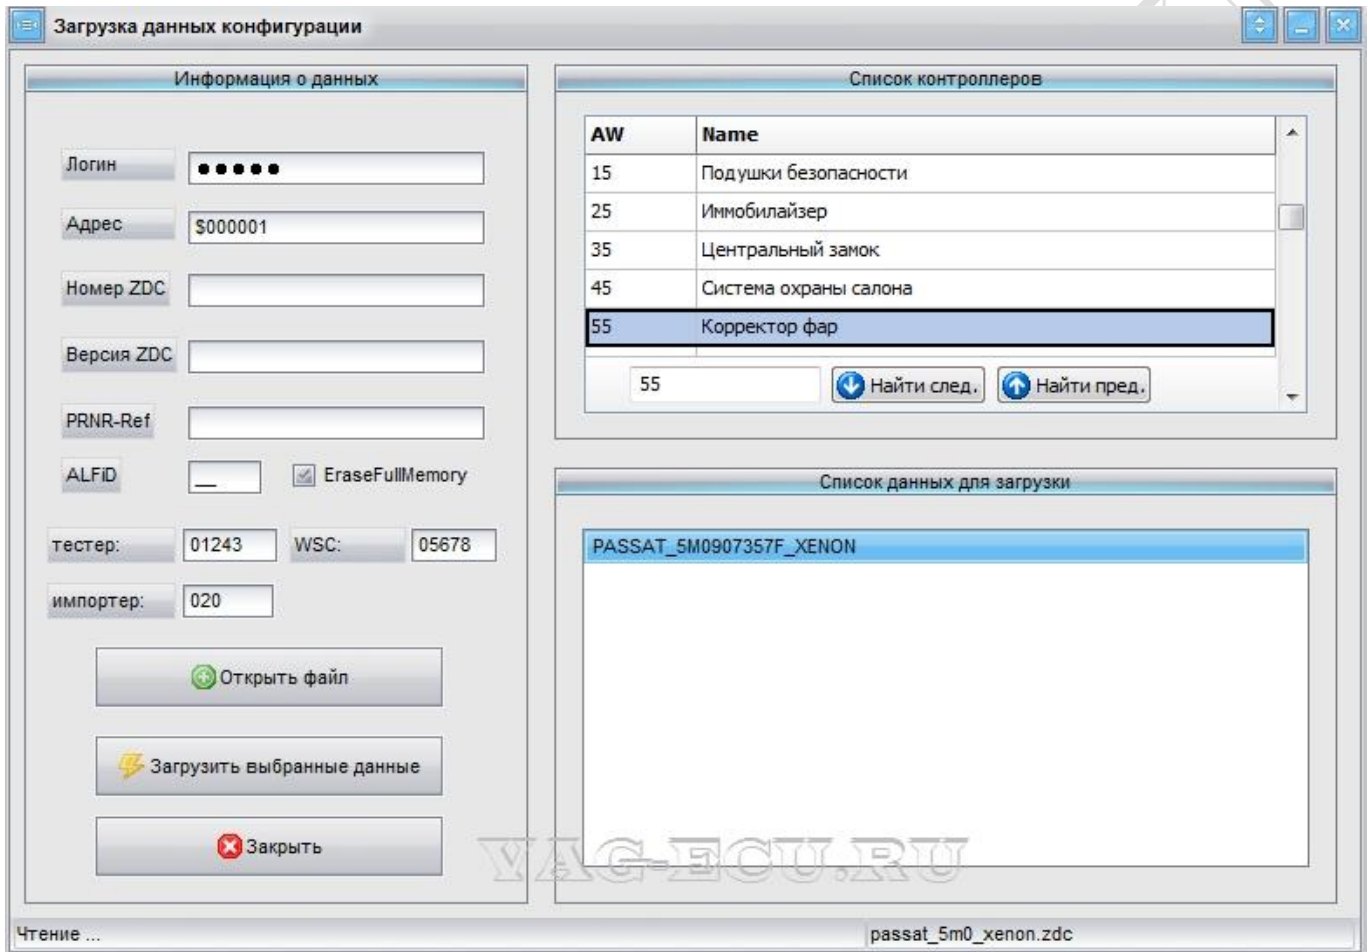 Загрузка данных конфигурации
Информация о данных
Логин
●●●●●
Адрес
$000001
Номер ZDC
Версия ZDC
PRNR-Ref
ALFiD
__
EraseFullMemory
тестер:
01243
WSC:
05678
импортер:
020
Открыть файл
Загрузить выбранные данные
Закрыть
Список контроллеров
AW Name
15 Подушки безопасности
25 Иммобилайзер
35 Центральный замок
45 Система охраны салона
55 Корректор фар
55
Найти след.
Найти пред.
Список данных для загрузки
PASSAT_5M0907357F_XENON
VAG-ECU.RU
Чтение ...
passat_5m0_xenon.zdc